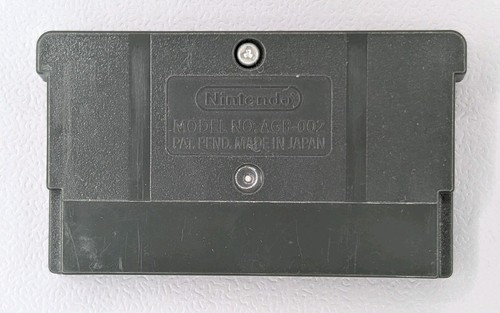 Nintendo
MODEL NO. AGB-002
PAT. PEND. MADE IN JAPAN